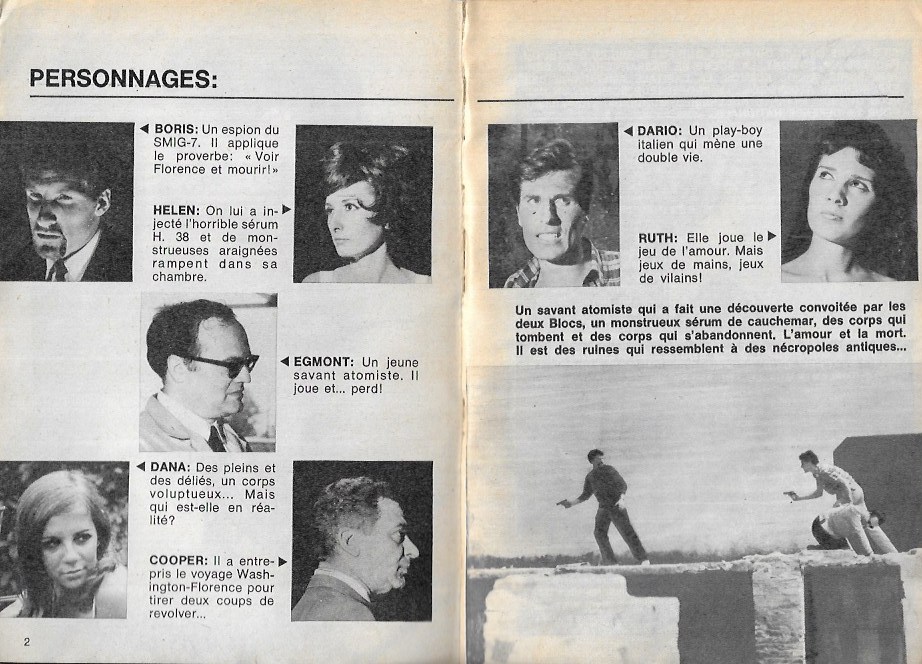 PERSONNAGES:
BORIS: Un espion du
SMIG-7. Il applique
le proverbe: « Voir
Florence et mourir!»
HELEN: On lui a in-
jecté l'horrible sérum
H. 38 et de mons-
trueuses araignées
rampent dans sa
chambre.
EGMONT: Un jeune
savant atomiste. Il
joue et... perd!
DANA: Des pleins et
des déliés, un corps
voluptueux... Mais
qui est-elle en réa-
lité?
COOPER: Il a entre-
pris le voyage Wash-
ington-Florence pour
tirer deux coups de
revolver...
2
DARIO: Un play-boy
italien qui mène une
double vie.
RUTH: Elle joue le
jeu de l'amour. Mais
jeux de mains, jeux
de vilains!
Un savant atomiste qui a fait une découverte convoitée par les
deux Blocs, un monstrueux sérum de cauchemar, des corps qui
tombent et des corps qui s'abandonnent. L'amour et la mort.
Il est des ruines qui ressemblent à des nécropoles antiques...